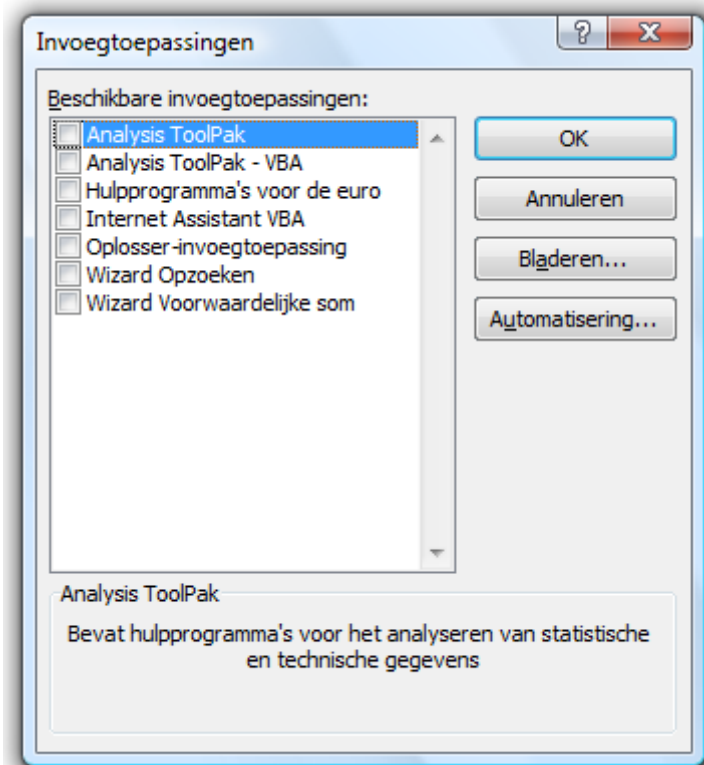 Invoegtoepassingen
Beschikbare invoegtoepassingen:
Analysis ToolPak
Analysis ToolPak - VBA
Hulpprogramma's voor de euro
Internet Assistant VBA
Oplosser-invoegtoepassing
Wizard Opzoeken
Wizard Voorwaardelijke som
OK
Annuleren
Bladeren...
Automatisering...
Analysis ToolPak
Bevat hulpprogramma's voor het analyseren van statistische
en technische gegevens